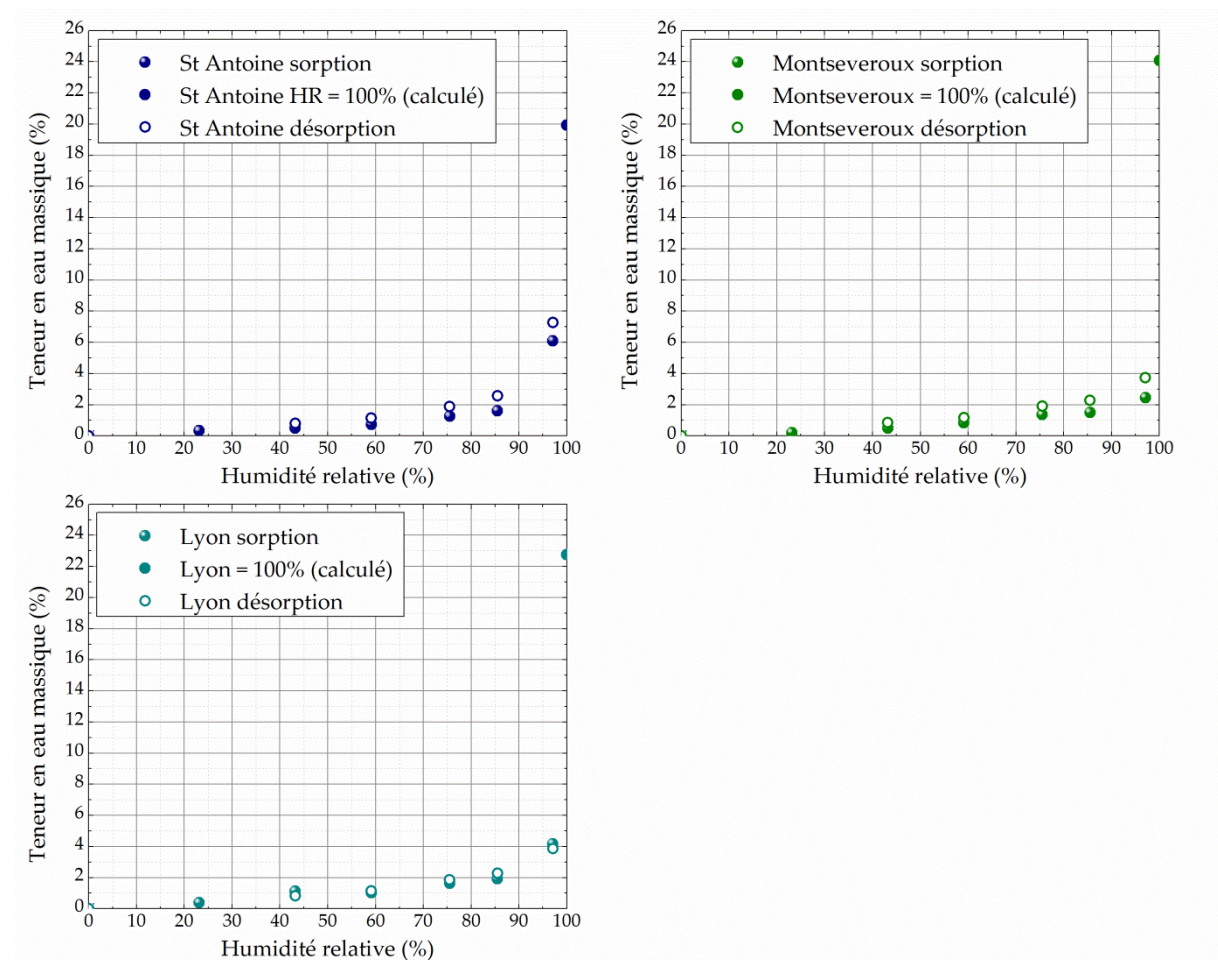 26
24
22
20
18
16
14
12
10
8
6
4
2
0
Teneur en eau massique (%)
St Antoine sorption
St Antoine HR = 100% (calculé)
St Antoine désorption
0 10 20 30 40 50 60 70 80 90 100
Humidité relative (%)
26
24
22
20
18
16
14
12
10
8
6
4
2
0
Teneur en eau massique (%)
Montseveroux sorption
Montseveroux = 100% (calculé)
Montseveroux désorption
0 10 20 30 40 50 60 70 80 90 100
Humidité relative (%)
26
24
22
20
18
16
14
12
10
8
6
4
2
0
Teneur en eau massique (%)
Lyon sorption
Lyon = 100% (calculé)
Lyon désorption
0 10 20 30 40 50 60 70 80 90 100
Humidité relative (%)